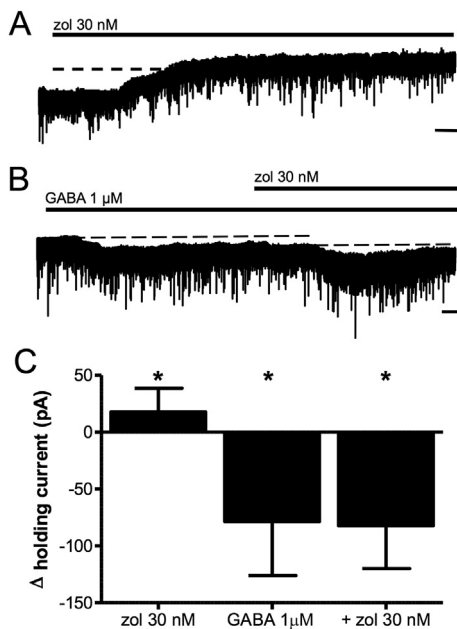 A
zol 30 nM
B
zol 30 nM
GABA 1 µM
C
50
0
-50
-100
-150
Δ holding current (pA)
*
*
*
zol 30 nM
GABA 1µM
+ zol 30 nM